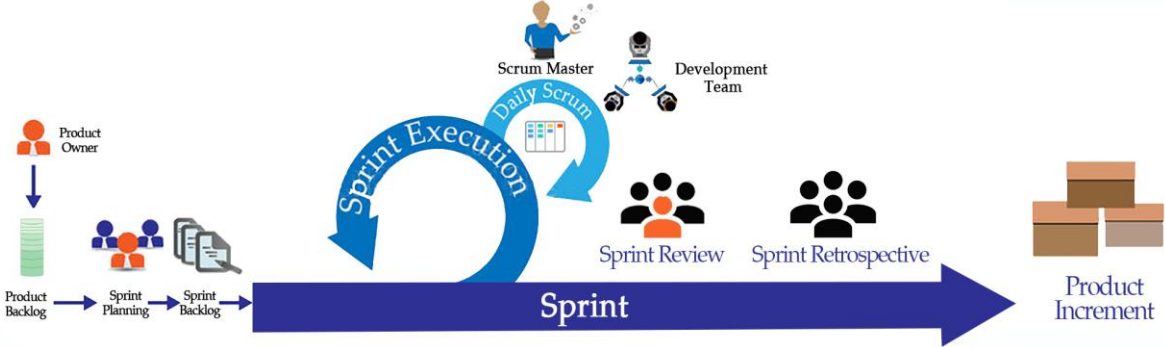 Scrum Master
Development
Team
Daily Scrum
Product
Owner
Sprint Execution
Sprint Review
Sprint Retrospective
Product
Backlog
Sprint
Planning
Sprint
Backlog
Sprint
Product
Increment